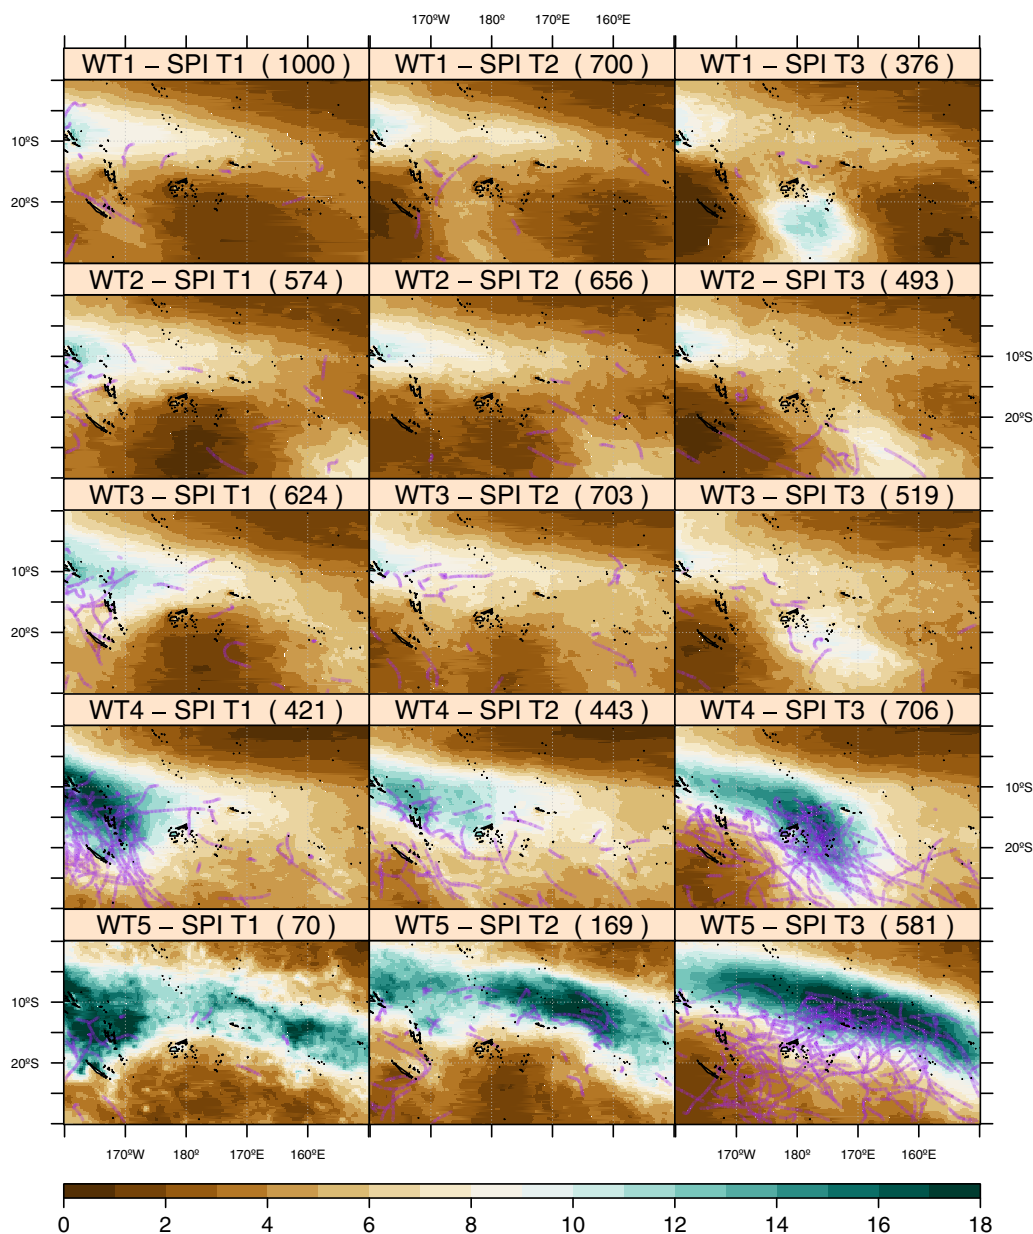 170ºW 180º 170ºE 160ºE
WT1 – SPI T1 ( 1000 ) WT1 – SPI T2 ( 700 ) WT1 – SPI T3 ( 376 )
10ºS
20ºS
WT2 – SPI T1 ( 574 ) WT2 – SPI T2 ( 656 ) WT2 – SPI T3 ( 493 )
10ºS
20ºS
WT3 – SPI T1 ( 624 ) WT3 – SPI T2 ( 703 ) WT3 – SPI T3 ( 519 )
10ºS
20ºS
WT4 – SPI T1 ( 421 ) WT4 – SPI T2 ( 443 ) WT4 – SPI T3 ( 706 )
10ºS
20ºS
WT5 – SPI T1 ( 70 ) WT5 – SPI T2 ( 169 ) WT5 – SPI T3 ( 581 )
10ºS
20ºS
170ºW 180º 170ºE 160ºE 170ºW 180º 170ºE 160ºE
0 2 4 6 8 10 12 14 16 18